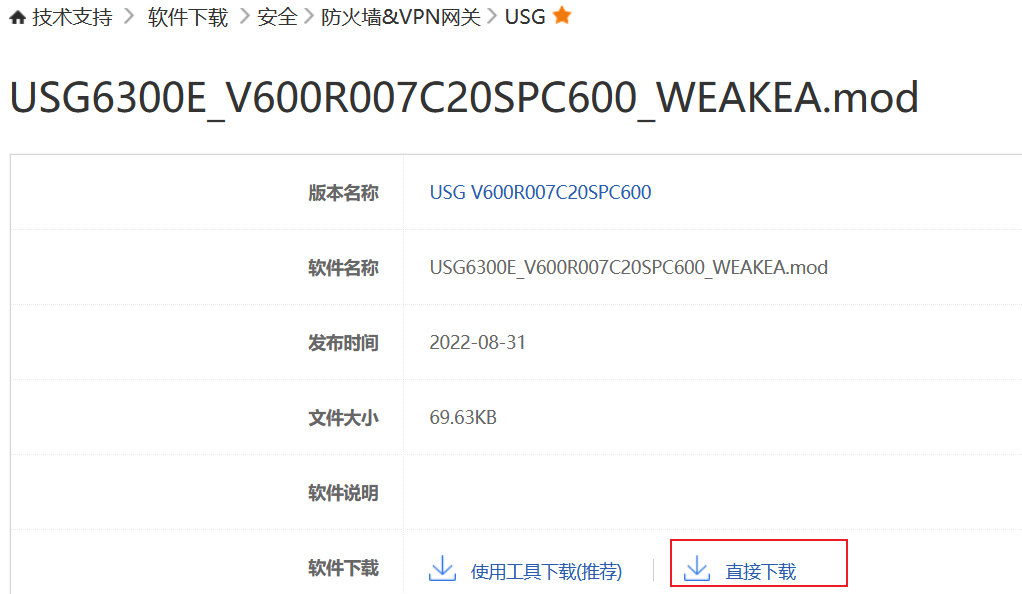 技术支持 > 软件下载 > 安全 > 防火墙&VPN网关 > USG
USG6300E_V600R007C20SPC600_WEAKEA.mod
版本名称 USG V600R007C20SPC600
软件名称 USG6300E_V600R007C20SPC600_WEAKEA.mod
发布时间 2022-08-31
文件大小 69.63KB
软件说明
软件下载 使用工具下载(推荐) | 直接下载